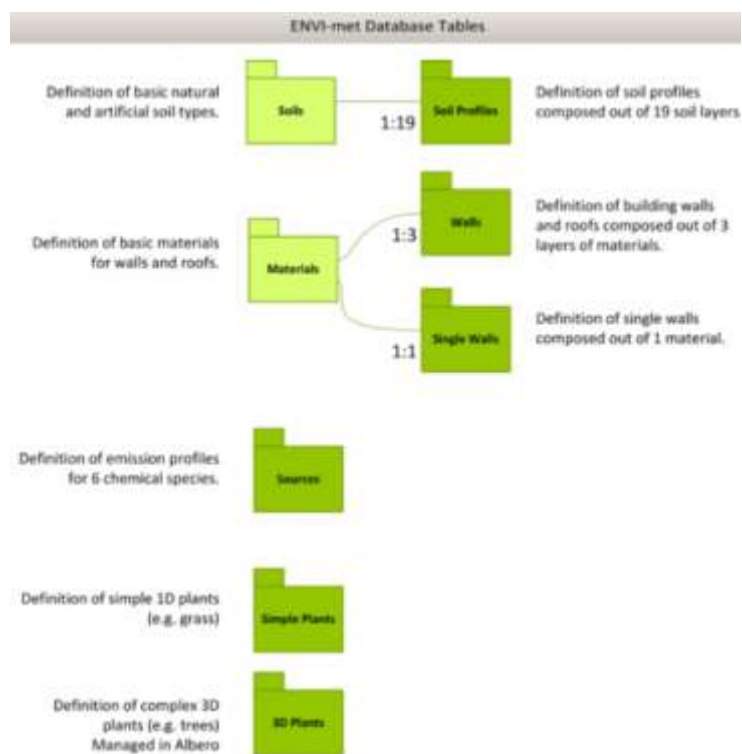 ENVI-met Database Tables
Definition of basic natural
and artificial soil types.
Soils
1:19
Soil Profiles
Definition of soil profiles
composed out of 19 soil layers
Definition of basic materials
for walls and roofs.
Materials
1:3
Walls
Definition of building walls
and roofs composed out of 3
layers of materials.
1:1
Single Walls
Definition of single walls
composed out of 1 material.
Definition of emission profiles
for 6 chemical species.
Sources
Definition of simple 1D plants
(e.g. grass)
Simple Plants
Definition of complex 3D
plants (e.g. trees)
Managed in Albero
3D Plants